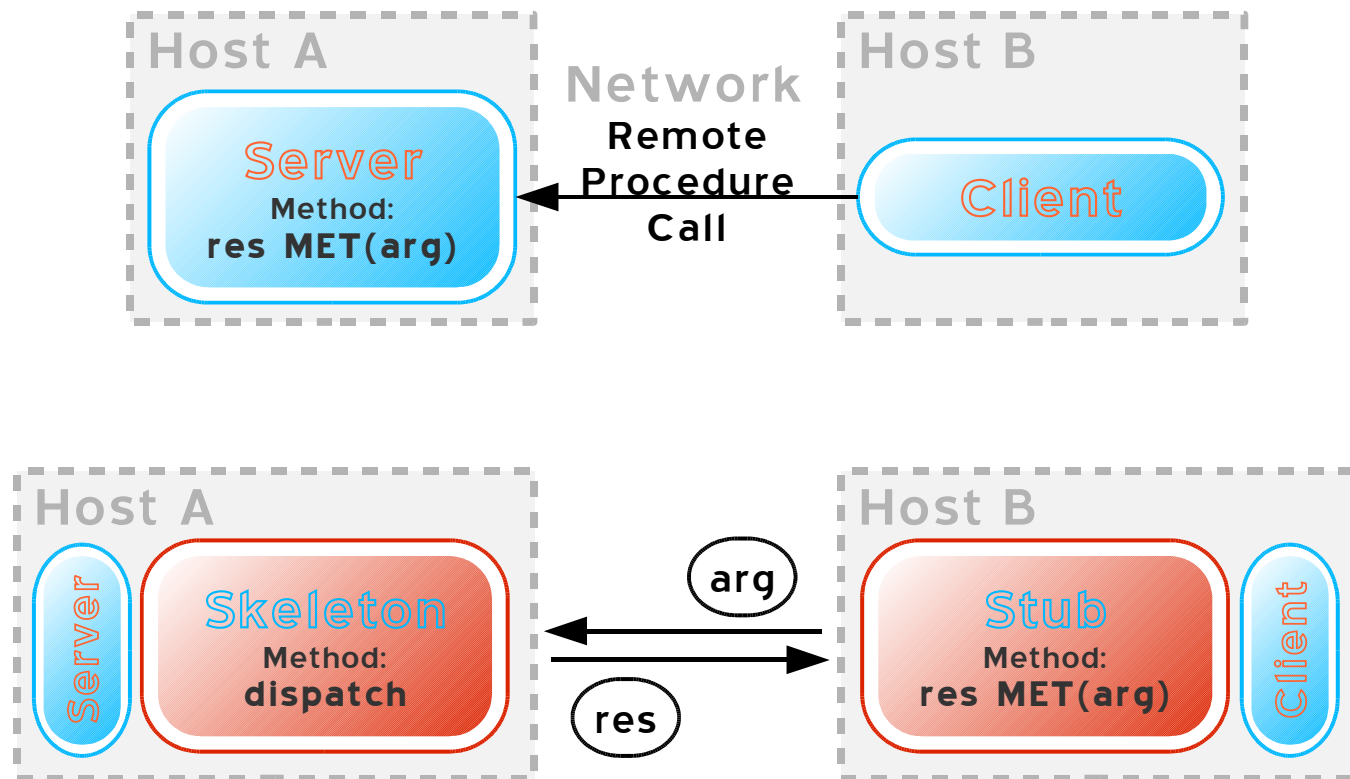 Host A
Server
Method:
res MET(arg)
Network
Remote
Procedure
Call
Host B
Client
Host A
Server
Skeleton
Method:
dispatch
arg
res
Host B
Stub
Method:
res MET(arg)
Client